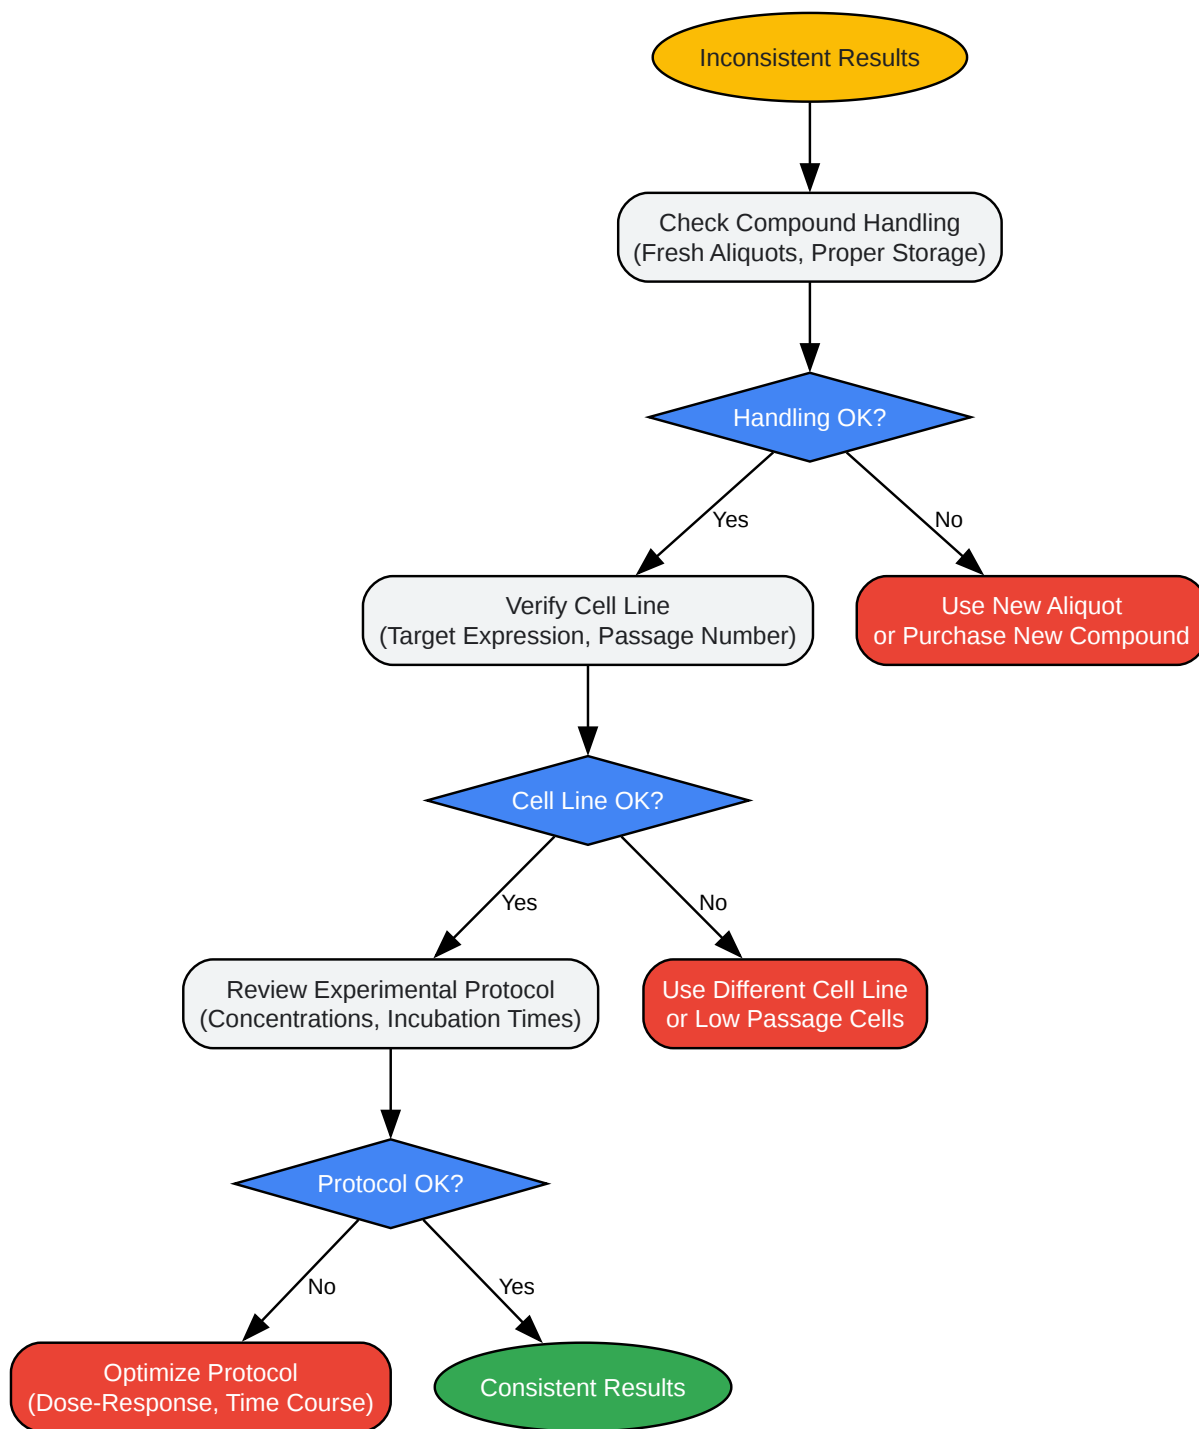 Inconsistent Results
Check Compound Handling
(Fresh Aliquots, Proper Storage)
Handling OK?
Yes
No
Verify Cell Line
(Target Expression, Passage Number)
Use New Aliquot
or Purchase New Compound
Cell Line OK?
Yes
No
Review Experimental Protocol
(Concentrations, Incubation Times)
Use Different Cell Line
or Low Passage Cells
Protocol OK?
No
Yes
Optimize Protocol
(Dose-Response, Time Course)
Consistent Results